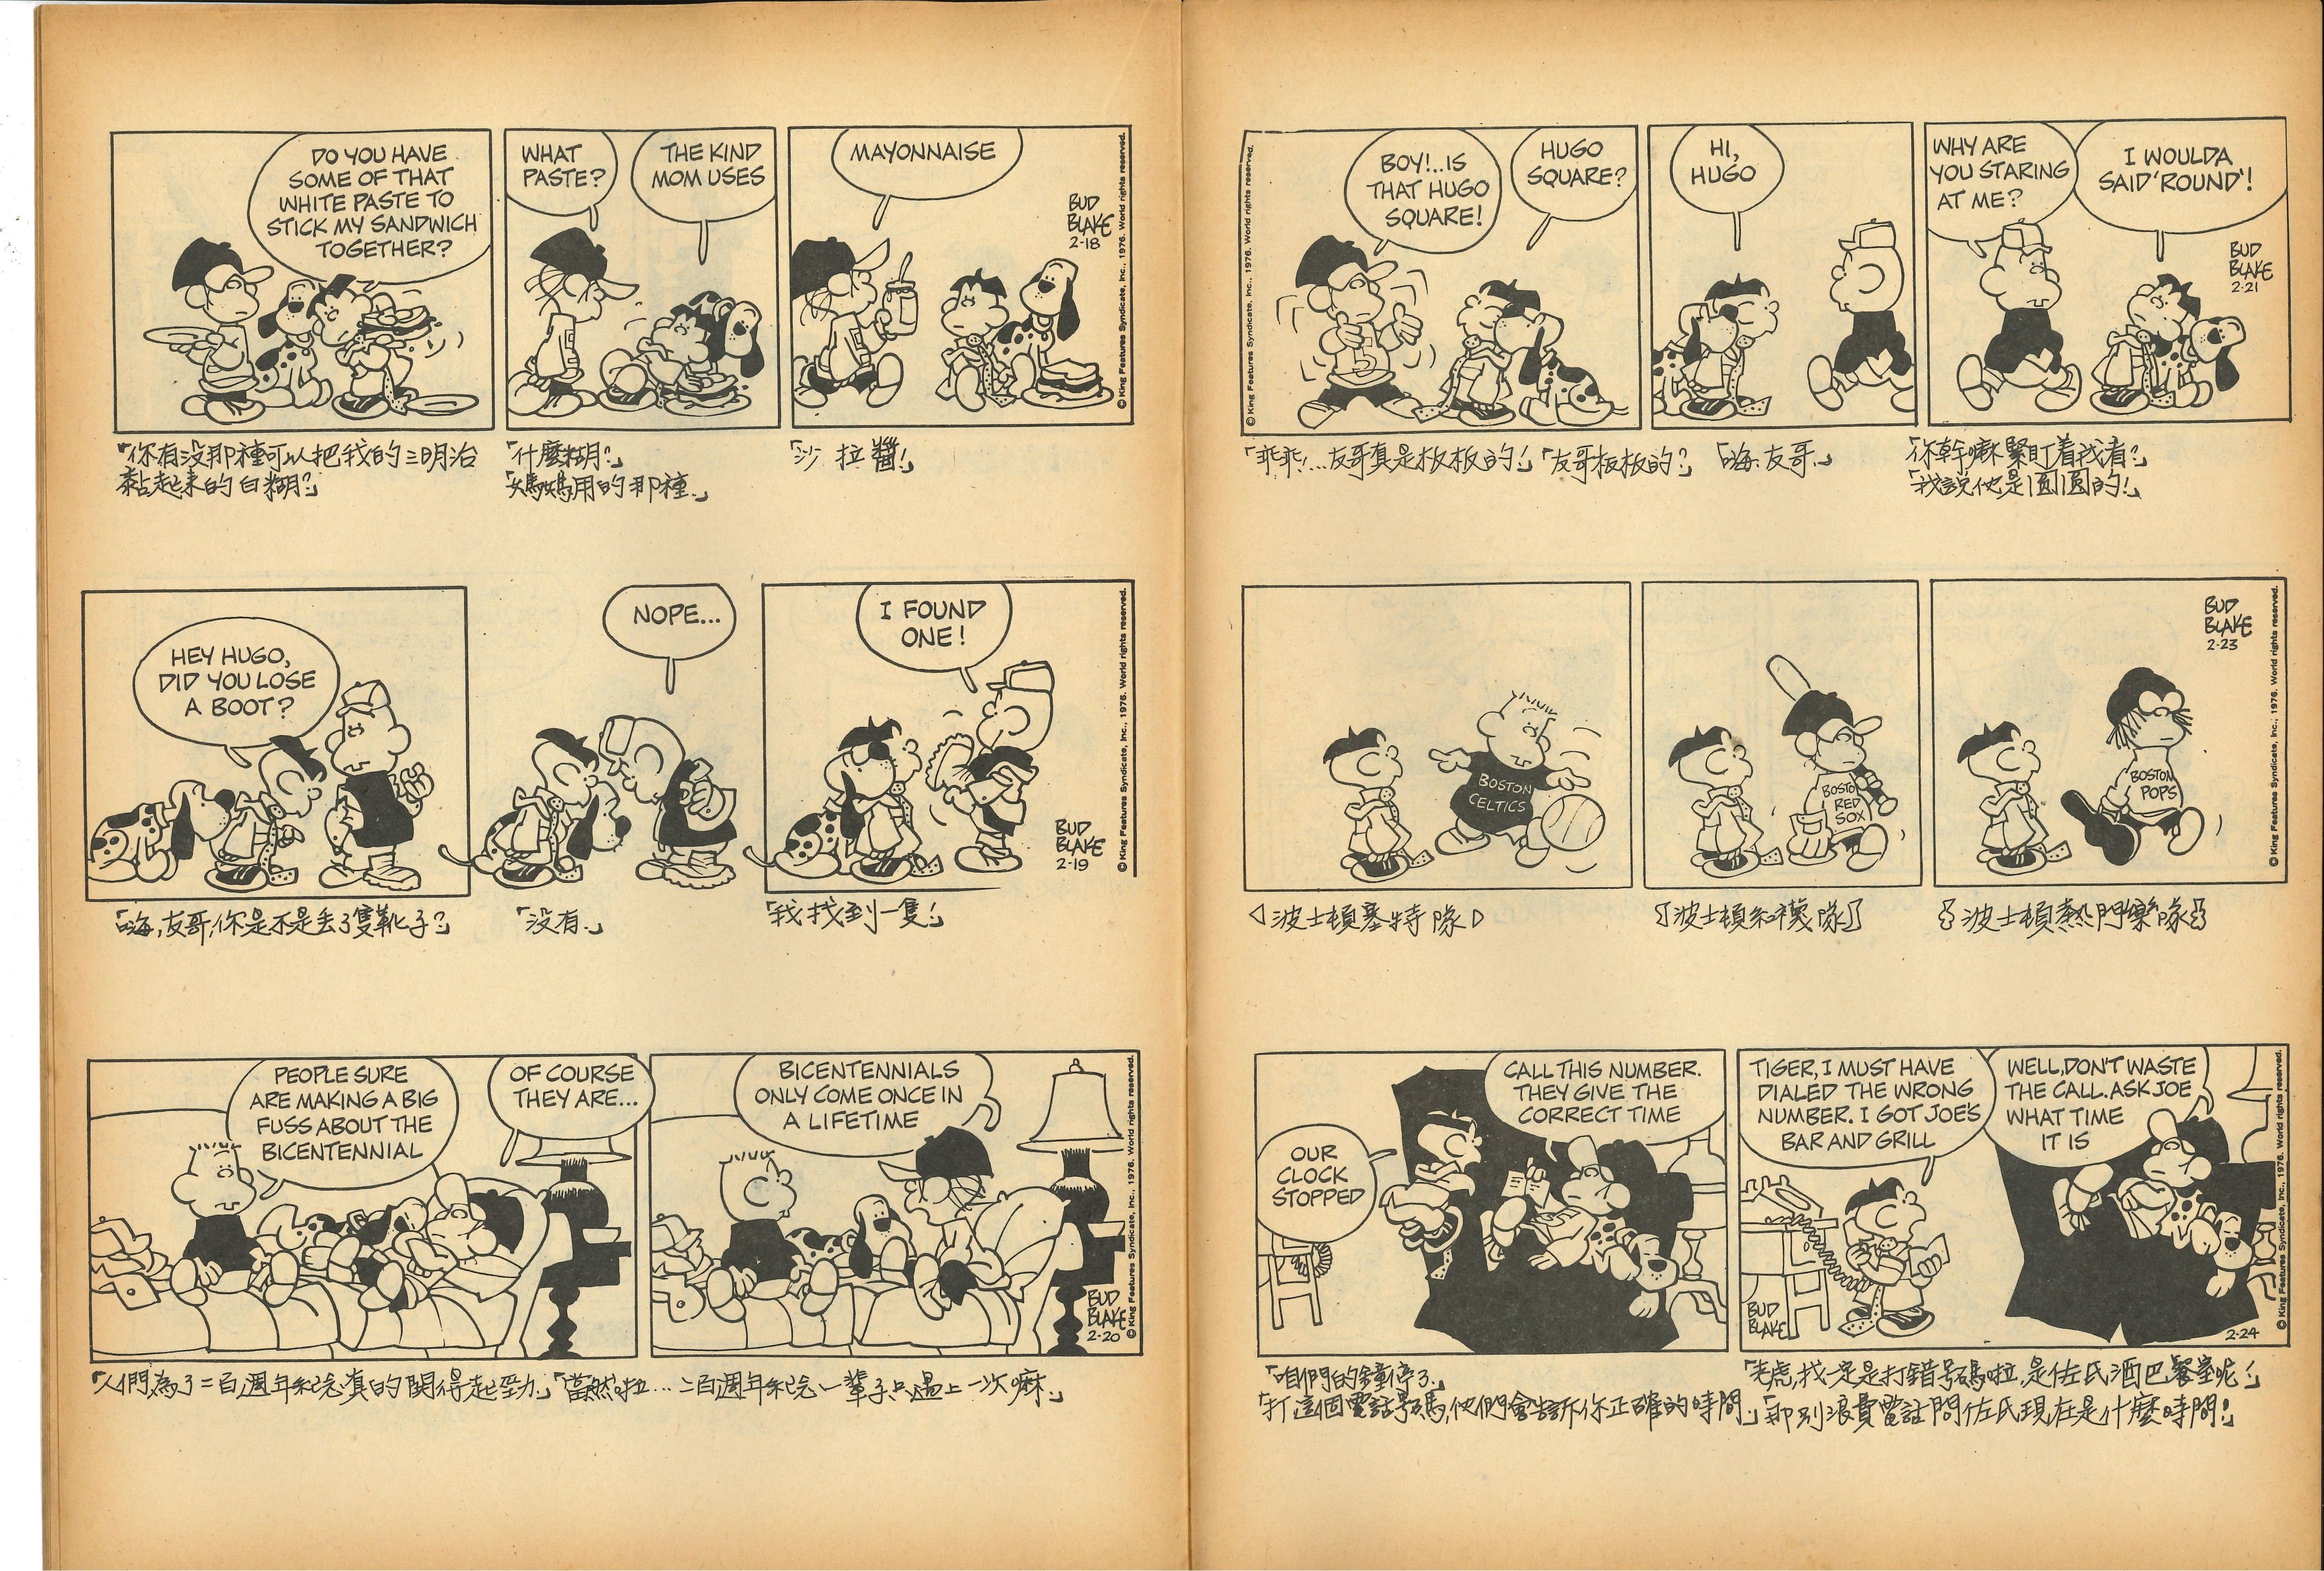 DO YOU HAVE
SOME OF THAT
WHITE PASTE TO
STICK MY SANDWICH
TOGETHER?
WHAT
PASTE?
THE KIND
MOM USES
MAYONNAISE
BUD
BLAKE
2-18
© King Features Syndicate, Inc., 1976. World rights reserved.
「你有没那種可以把我的三明治
黏起来的白糊?」
「什麼糊?」
「媽媽用的那種.」
「沙拉醬!」
HEY HUGO,
DID YOU LOSE
A BOOT?
NOPE...
I FOUND
ONE!
BUD
BLAKE
2-19
© King Features Syndicate, Inc., 1976. World rights reserved.
「嗨,友哥,你是不是丢了隻靴子?」
「没有.」
「我找到一隻!」
PEOPLE SURE
ARE MAKING A BIG
FUSS ABOUT THE
BICENTENNIAL
OF COURSE
THEY ARE...
BICENTENNIALS
ONLY COME ONCE IN
A LIFETIME
BUD
BLAKE
2-20
© King Features Syndicate, Inc., 1976. World rights reserved.
「人們為了二百週年紀念真的鬧得起勁.」「當然啦...二百週年紀念一輩子只遇上一次嘛.」
BOY!..IS
THAT HUGO
SQUARE!
HUGO
SQUARE?
HI,
HUGO
WHY ARE
YOU STARING
AT ME?
I WOULDA
SAID 'ROUND'!
BUD
BLAKE
2-21
© King Features Syndicate, Inc., 1976. World rights reserved.
「乖乖!...友哥真是板板的!」「友哥板板的?」
「嗨.友哥.」
「你幹嘛緊盯着我看?」
「我說他是圓圓的!」
BOSTON
CELTICS
BOSTO
RED
SOX
BOSTON
POPS
BUD
BLAKE
2-23
© King Features Syndicate, Inc., 1976. World rights reserved.
波士頓塞特隊
波士頓紅襪隊
波士頓熱門樂隊
OUR
CLOCK
STOPPED
CALL THIS NUMBER.
THEY GIVE THE
CORRECT TIME
TIGER, I MUST HAVE
DIALED THE WRONG
NUMBER. I GOT JOE'S
BAR AND GRILL
WELL, DON'T WASTE
THE CALL. ASK JOE
WHAT TIME
IT IS
BUD
BLAKE
2-24
© King Features Syndicate, Inc., 1976. World rights reserved.
「咱們的鐘停了.」
「打這個電話號碼,他們會告訴你正確的時間.」
「老虎,我一定是打錯号碼啦,是佐氏酒巴餐室呢!」
「那别浪費電話問佐氏現在是什麼時間!」